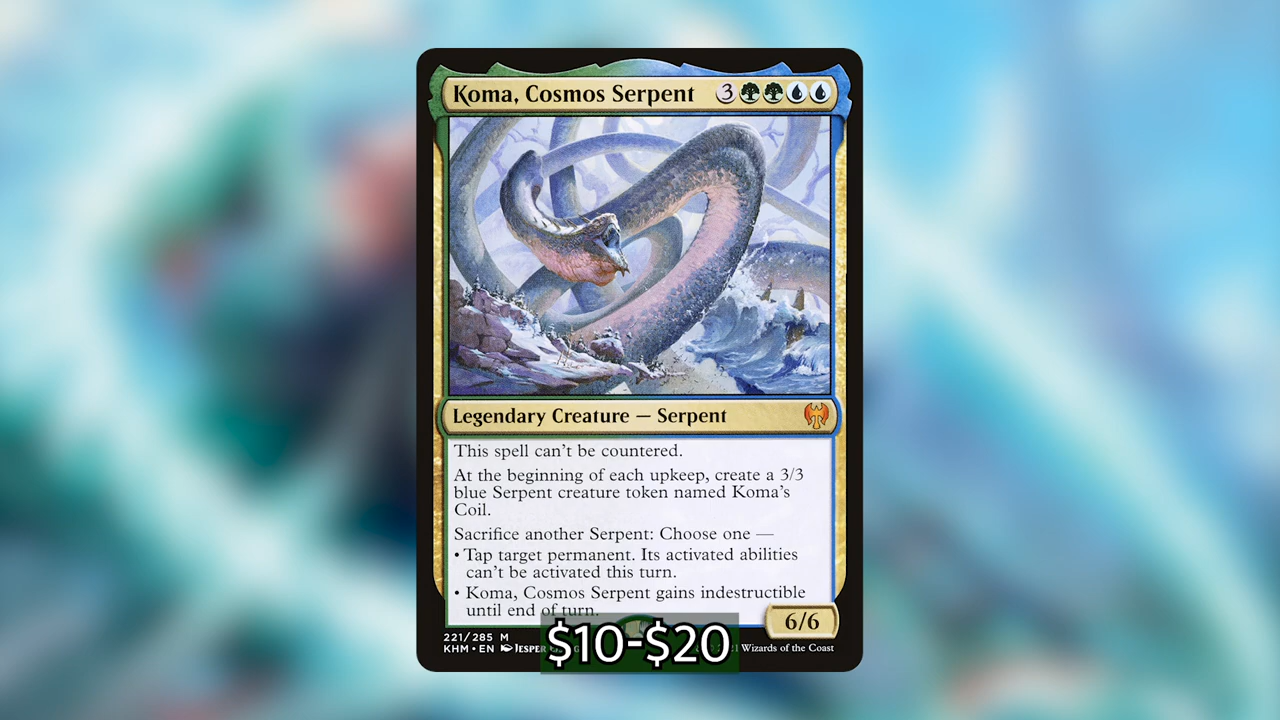 Koma, Cosmos Serpent 3
Legendary Creature — Serpent
This spell can't be countered.
At the beginning of each upkeep, create a 3/3
blue Serpent creature token named Koma's
Coil.
Sacrifice another Serpent: Choose one —
• Tap target permanent. Its activated abilities
can't be activated this turn.
• Koma, Cosmos Serpent gains indestructible
until end of turn.
6/6
221/285 M
KHM • EN JESPER
Wizards of the Coast
$10-$20